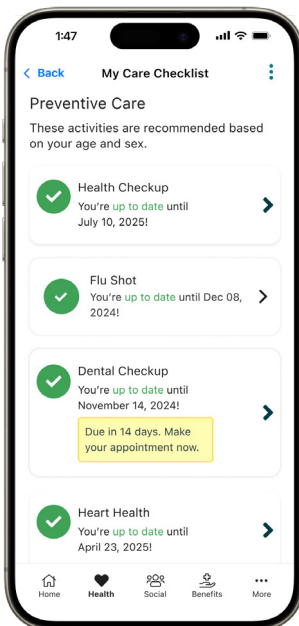 1:47
Back My Care Checklist
Preventive Care
These activities are recommended based
on your age and sex.
Health Checkup
You're up to date until
July 10, 2025!
Flu Shot
You're up to date until Dec 08,
2024!
Dental Checkup
You're up to date until
November 14, 2024!
Due in 14 days. Make
your appointment now.
Heart Health
You're up to date until
April 23, 2025!
Home Health Social Benefits More